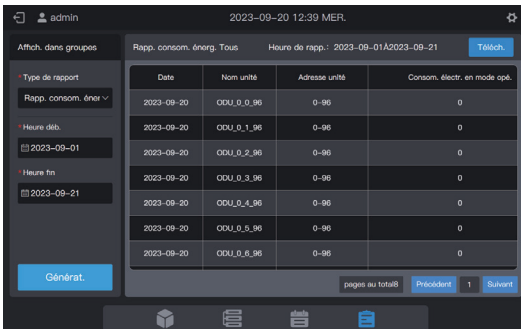 admin 2023-09-20 12:39 MER.
Affich. dans groupes
Rapp. consom. énerg. Tous Heure de rapp.: 2023-09-01À2023-09-21 Téléch.
* Type de rapport
Rapp. consom. éner
* Heure déb.
2023-09-01
* Heure fin
2023-09-21
Générat.
Date Nom unité Adresse unité Consom. électr. en mode opé.
2023-09-20 ODU_0_0_96 0-96 0
2023-09-20 ODU_0_1_96 0-96 0
2023-09-20 ODU_0_2_96 0-96 0
2023-09-20 ODU_0_3_96 0-96 0
2023-09-20 ODU_0_4_96 0-96 0
2023-09-20 ODU_0_5_96 0-96 0
2023-09-20 ODU_0_6_96 0-96 0
pages au total8 Précédent 1 Suivant